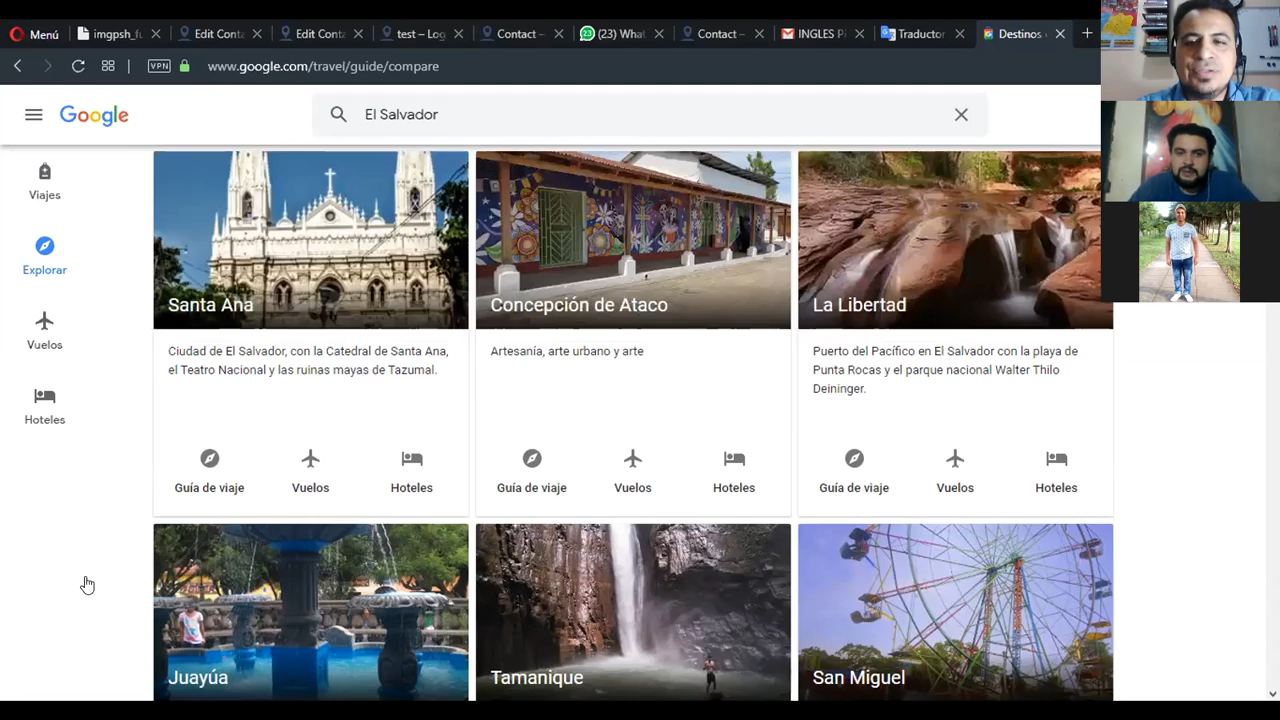 Menú
imgpsh_fu
Edit Conta
Edit Conta
test – Lo
Contacts
(23) What
Contact –
INGLES P
Traductor
Destinos
VPN
www.google.com/travel/guide/compare
Google
El Salvador
Viajes
Explorar
Vuelos
Hoteles
Santa Ana
Ciudad de El Salvador, con la Catedral de Santa Ana,
el Teatro Nacional y las ruinas mayas de Tazumal.
Guía de viaje
Vuelos
Hoteles
Concepción de Ataco
Artesanía, arte urbano y arte
Guía de viaje
Vuelos
Hoteles
La Libertad
Puerto del Pacífico en El Salvador con la playa de
Punta Rocas y el parque nacional Walter Thilo
Deininger.
Guía de viaje
Vuelos
Hoteles
Juayúa
Tamanique
San Miguel